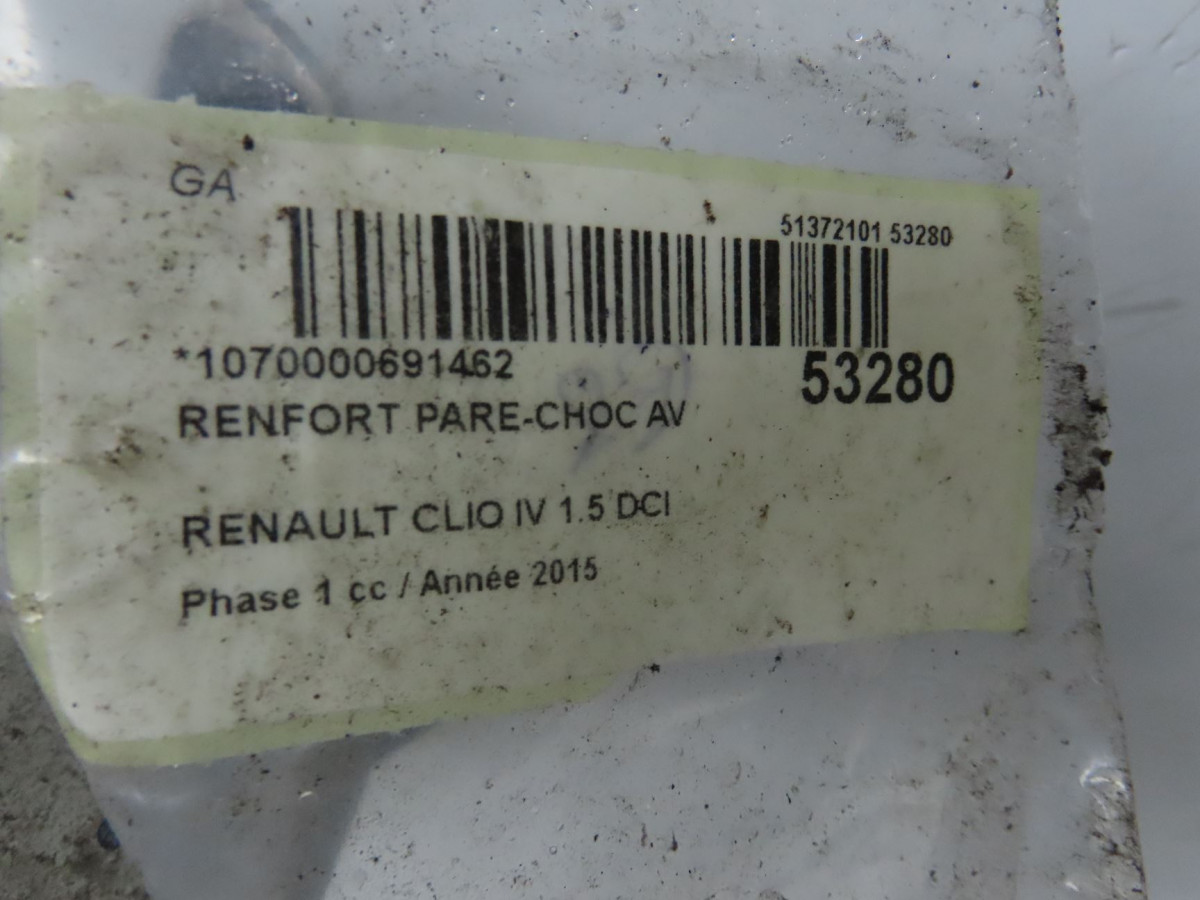 GA
51372101 53280
*1070000691462
53280
RENFORT PARE-CHOC AV
RENAULT CLIO IV 1.5 DCI
Phase 1 cc / Année 2015